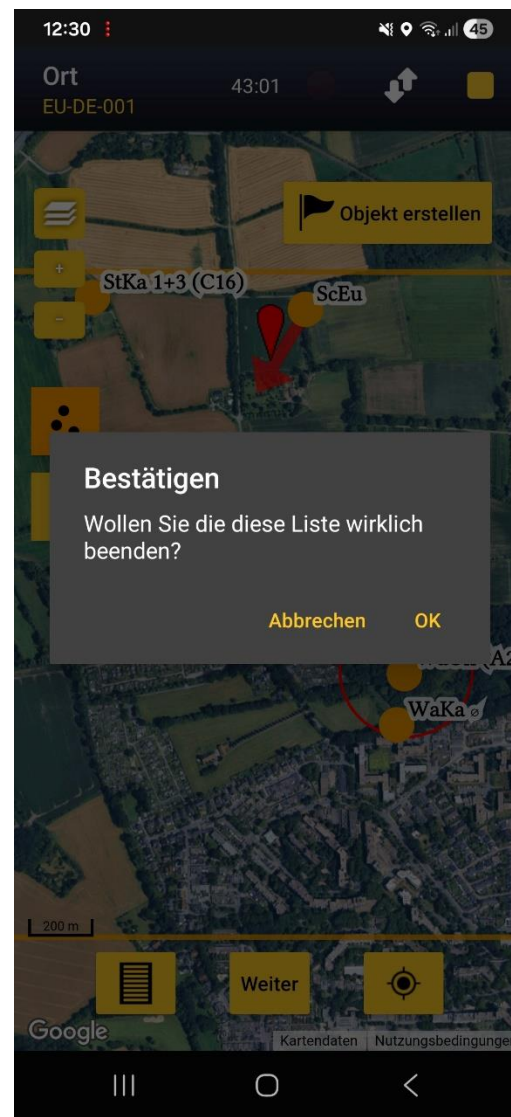 12:30
45
Ort
43:01
EU-DE-001
Objekt erstellen
+
StKa 1+3 (C16)
ScEu
-
Bestätigen
Wollen Sie die diese Liste wirklich
beenden?
Abbrechen OK
WaKa ⌀
200 m
Weiter
Google
Kartendaten
Nutzungsbedingunge